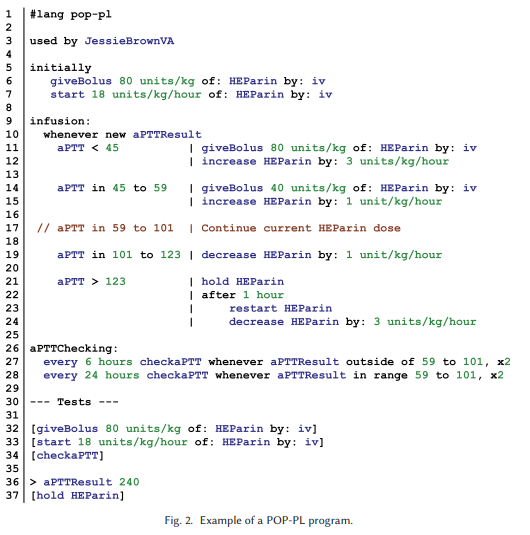 1 #lang pop-pl
2
3 used by JessieBrownVA
4
5 initially
6 giveBolus 80 units/kg of: HEParin by: iv
7 start 18 units/kg/hour of: HEParin by: iv
8
9 infusion:
10 whenever new aPTTResult
11 aPTT < 45 | giveBolus 80 units/kg of: HEParin by: iv
12 | increase HEParin by: 3 units/kg/hour
13
14 aPTT in 45 to 59 | giveBolus 40 units/kg of: HEParin by: iv
15 | increase HEParin by: 1 unit/kg/hour
16
17 // aPTT in 59 to 101 | Continue current HEParin dose
18
19 aPTT in 101 to 123 | decrease HEParin by: 1 unit/kg/hour
20
21 aPTT > 123 | hold HEParin
22 | after 1 hour
23 | restart HEParin
24 | decrease HEParin by: 3 units/kg/hour
25
26 aPTTChecking:
27 every 6 hours checkaPTT whenever aPTTResult outside of 59 to 101, x2
28 every 24 hours checkaPTT whenever aPTTResult in range 59 to 101, x2
29
30 --- Tests ---
31
32 [giveBolus 80 units/kg of: HEParin by: iv]
33 [start 18 units/kg/hour of: HEParin by: iv]
34 [checkaPTT]
35
36 > aPTTResult 240
37 [hold HEParin]
Fig. 2. Example of a POP-PL program.